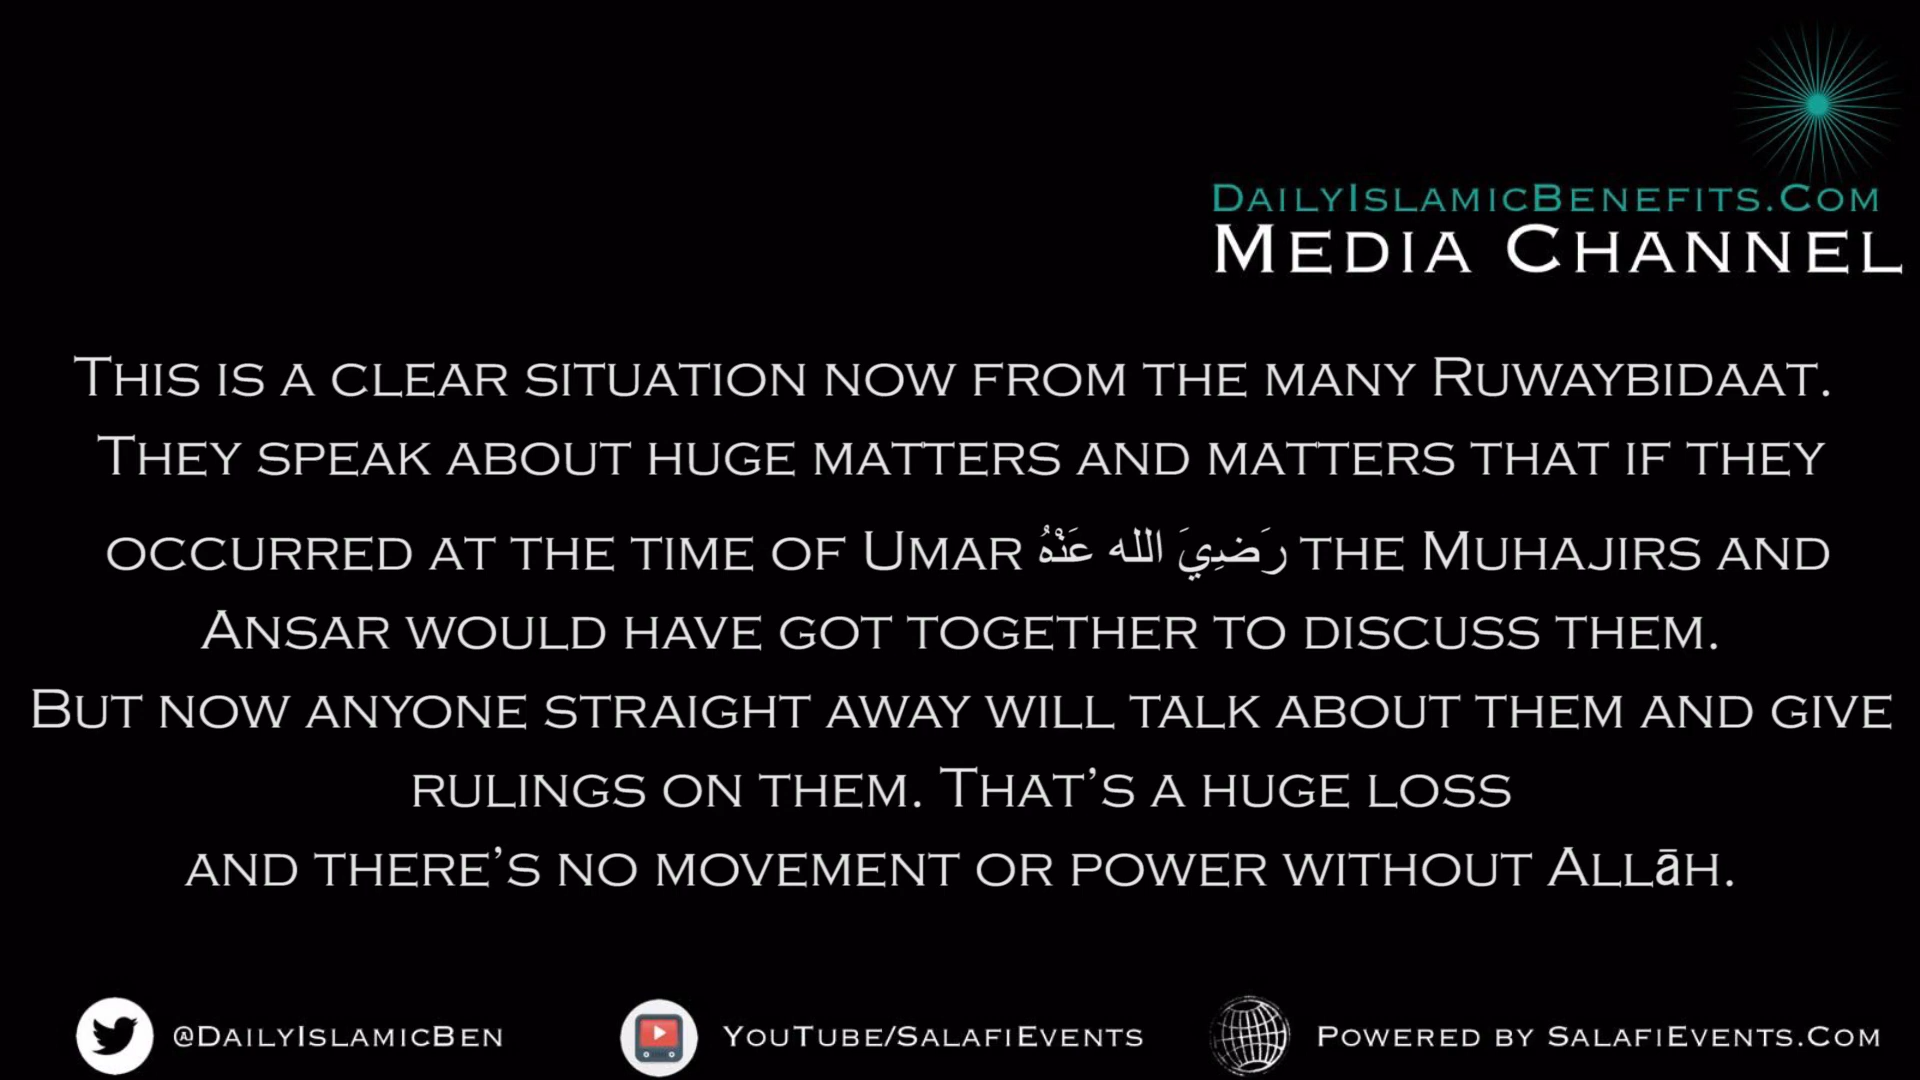 DailyIslamicBenefits.Com
Media Channel
This is a clear situation now from the many Ruwaybidaat.
They speak about huge matters and matters that if they
occurred at the time of Umar رَضِيَ الله عَنْهُ the Muhajirs and
Ansar would have got together to discuss them.
But now anyone straight away will talk about them and give
rulings on them. That’s a huge loss
and there’s no movement or power without Allāh.
@DailyIslamicBen
YouTube/SalafiEvents
Powered by SalafiEvents.Com